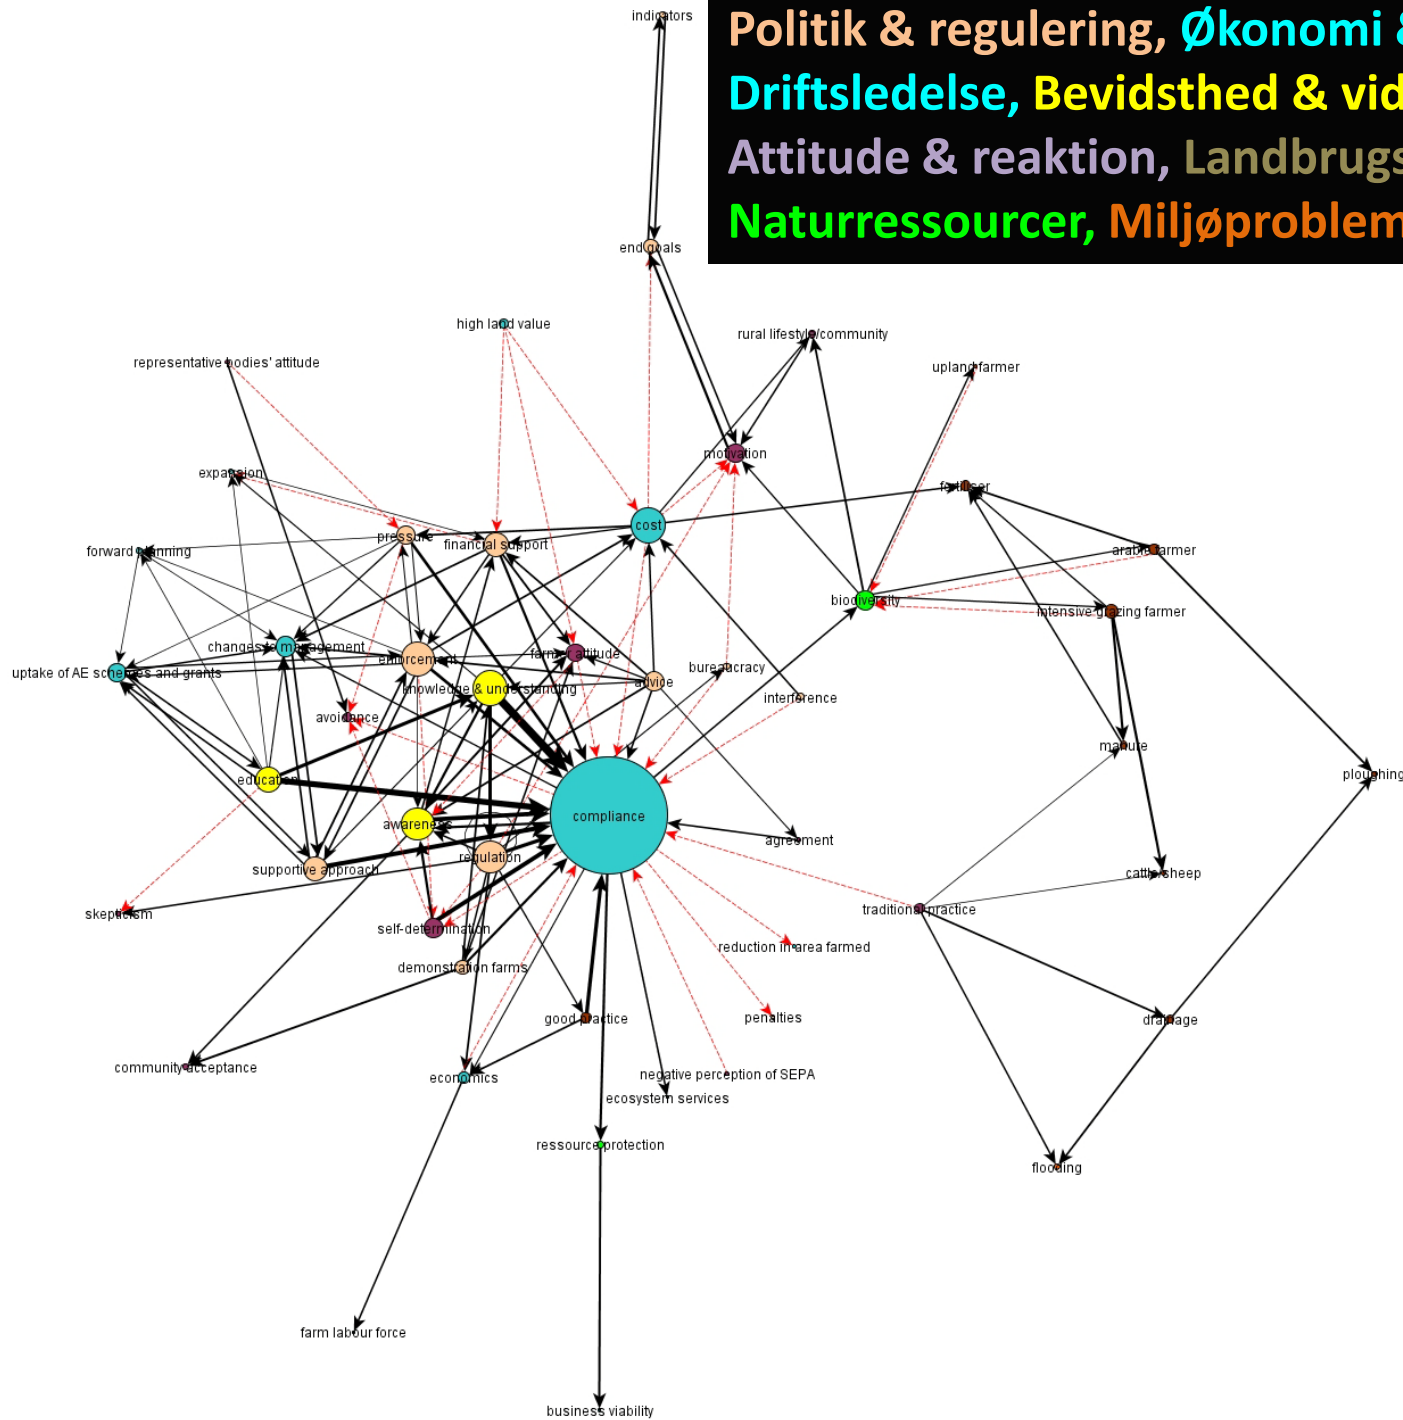 indicators
Politik & regulering, Økonomi &
Driftsledelse, Bevidsthed & vid
Attitude & reaktion, Landbrugs
Naturressourcer, Miljøproblem
end goals
high land value
rural lifestyle/community
representative bodies' attitude
upland farmer
motivation
expansion
fertiliser
cost
pressure
financial support
forward planning
arable farmer
biodiversity
intensive grazing farmer
changes to management
enforcement
farmer attitude
uptake of AE schemes and grants
bureaucracy
knowledge & understanding
advice
interference
avoidance
manure
education
ploughing
compliance
awareness
agreement
regulation
supportive approach
cattle/sheep
traditional practice
skepticism
self-determination
reduction in area farmed
demonstration farms
good practice
penalties
drainage
community acceptance
economics
negative perception of SEPA
ecosystem services
ressource protection
flooding
farm labour force
business viability